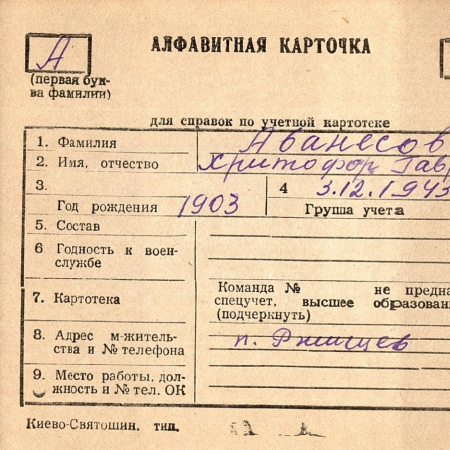 А
АЛФАВИТНАЯ КАРТОЧКА
(первая бук-
ва фамилии)
для справок по учетной картотеке
1. Фамилия Аванесов
2. Имя, отчество Христофор Гавр
3. 4 3.12.1943
Год рождения 1903 Группа учета
5. Состав
6. Годность к воен-
службе
Команда № не предна
7. Картотека спецучет, высшее образован
(подчеркнуть)
8. Адрес м-житель- п. Ржищев
ства и № телефона
9. Место работы, дол-
жность и № тел. ОК
Киево-Святошин. тип.